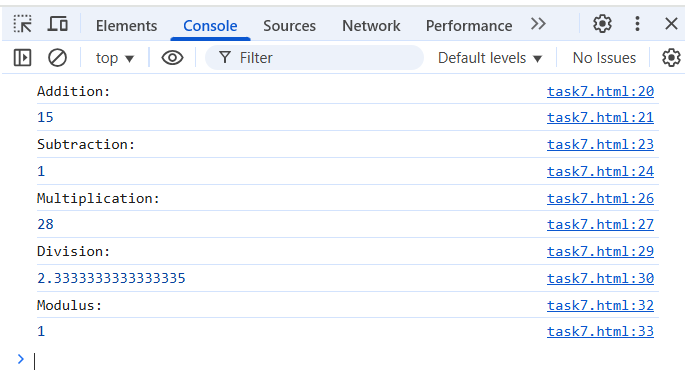 Elements Console Sources Network Performance
top Filter Default levels No Issues
Addition: task7.html:20
15 task7.html:21
Subtraction: task7.html:23
1 task7.html:24
Multiplication: task7.html:26
28 task7.html:27
Division: task7.html:29
2.3333333333333335 task7.html:30
Modulus: task7.html:32
1 task7.html:33